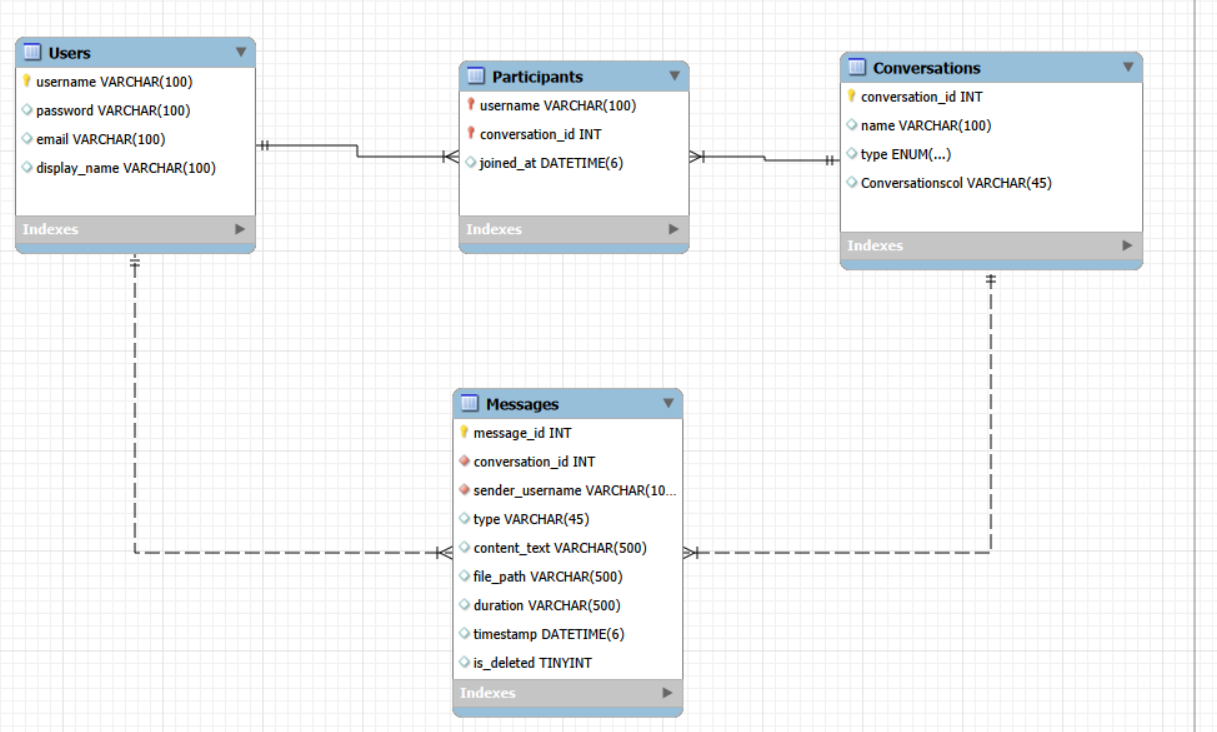 Users
username VARCHAR(100)
password VARCHAR(100)
email VARCHAR(100)
display_name VARCHAR(100)
Indexes
Participants
username VARCHAR(100)
conversation_id INT
joined_at DATETIME(6)
Indexes
Conversations
conversation_id INT
name VARCHAR(100)
type ENUM(...)
Conversationscol VARCHAR(45)
Indexes
Messages
message_id INT
conversation_id INT
sender_username VARCHAR(10...
type VARCHAR(45)
content_text VARCHAR(500)
file_path VARCHAR(500)
duration VARCHAR(500)
timestamp DATETIME(6)
is_deleted TINYINT
Indexes